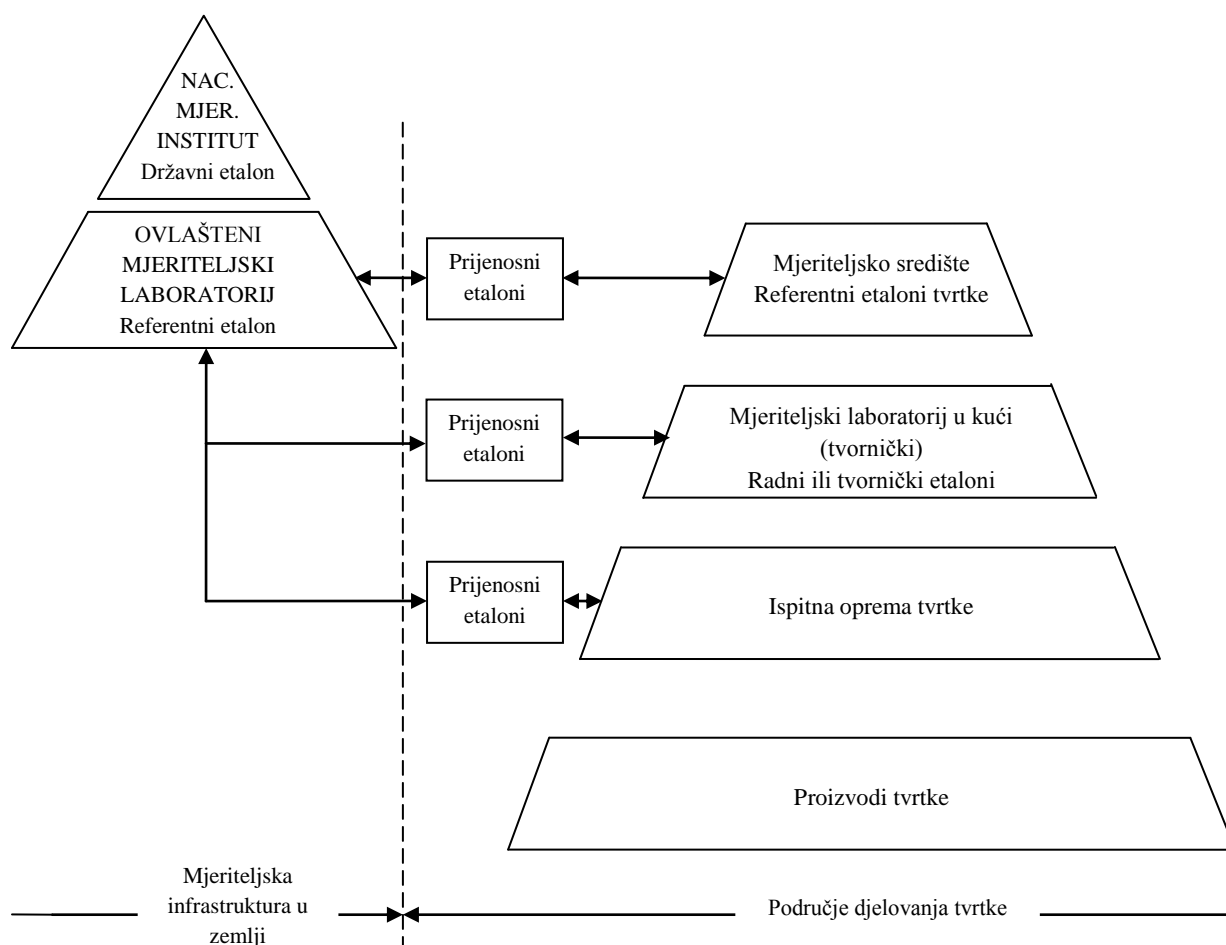 NAC.
MJER.
INSTITUT
Državni etalon
OVLAŠTENI
MJERITELJSKI
LABORATORIJ
Referentni etalon
Prijenosni
etaloni
Mjeriteljsko središte
Referentni etaloni tvrtke
Prijenosni
etaloni
Mjeriteljski laboratorij u kući
(tvornički)
Radni ili tvornički etaloni
Prijenosni
etaloni
Ispitna oprema tvrtke
Proizvodi tvrtke
Mjeriteljska
infrastruktura u
zemlji
Područje djelovanja tvrtke